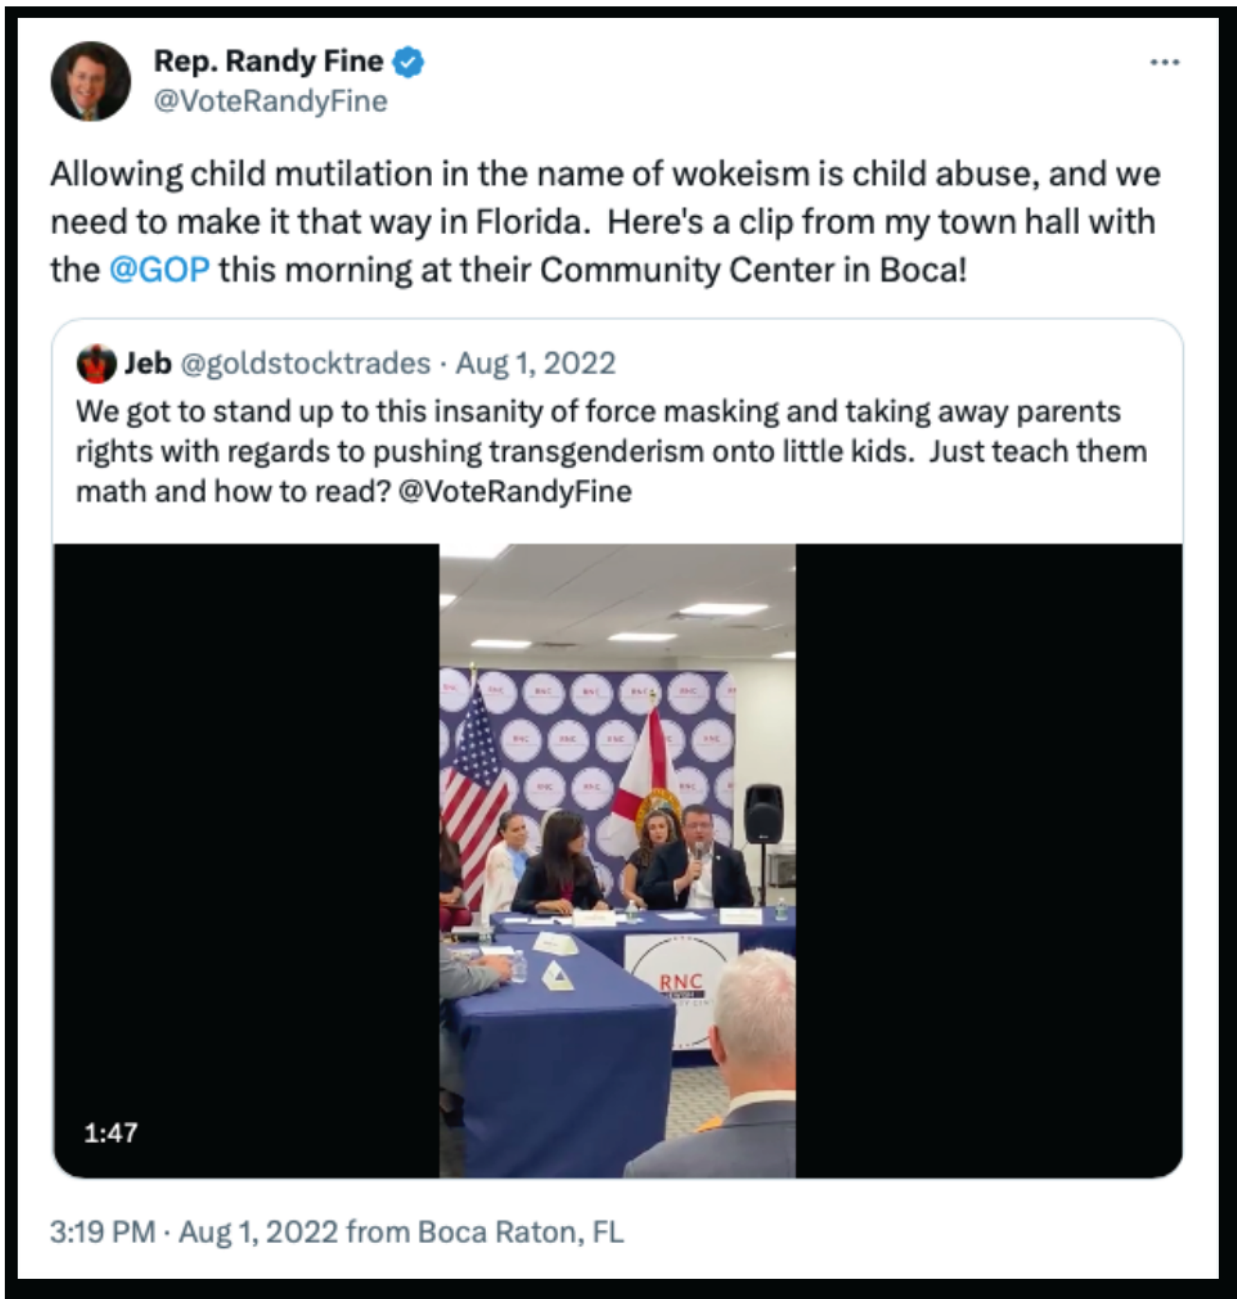 Rep. Randy Fine
@VoteRandyFine
Allowing child mutilation in the name of wokeism is child abuse, and we
need to make it that way in Florida.  Here's a clip from my town hall with
the @GOP this morning at their Community Center in Boca!
Jeb @goldstocktrades · Aug 1, 2022
We got to stand up to this insanity of force masking and taking away parents
rights with regards to pushing transgenderism onto little kids.  Just teach them
math and how to read? @VoteRandyFine
RNC
1:47
3:19 PM · Aug 1, 2022 from Boca Raton, FL